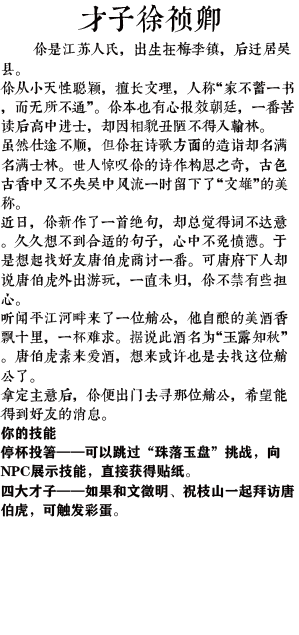 才子徐祯卿
你是江苏人氏，出生在梅李镇，后迁居吴
县。
你从小天性聪颖，擅长文理，人称“家不蓄一书
，而无所不通”。你本也有心报效朝廷，一番苦
读后高中进士，却因相貌丑陋不得入翰林。
虽然仕途不顺，但你在诗歌方面的造诣却名满
名满士林。世人惊叹你的诗作构思之奇，古色
古香中又不失吴中风流一时留下了“文雄”的美
称。
近日，你新作了一首绝句，却总觉得词不达意
。久久想不到合适的句子，心中不免愤懑。于
是想起找好友唐伯虎商讨一番。可唐府下人却
说唐伯虎外出游玩，一直未归，你不禁有些担
心。
听闻平江河畔来了一位艄公，他自酿的美酒香
飘十里，一杯难求。据说此酒名为“玉露知秋”
。唐伯虎素来爱酒，想来或许也是去找这位艄
公了。
拿定主意后，你便出门去寻那位艄公，希望能
得到好友的消息。
你的技能
停杯投箸——可以跳过“珠落玉盘”挑战，向
NPC展示技能，直接获得贴纸。
四大才子——如果和文徵明、祝枝山一起拜访唐
伯虎，可触发彩蛋。